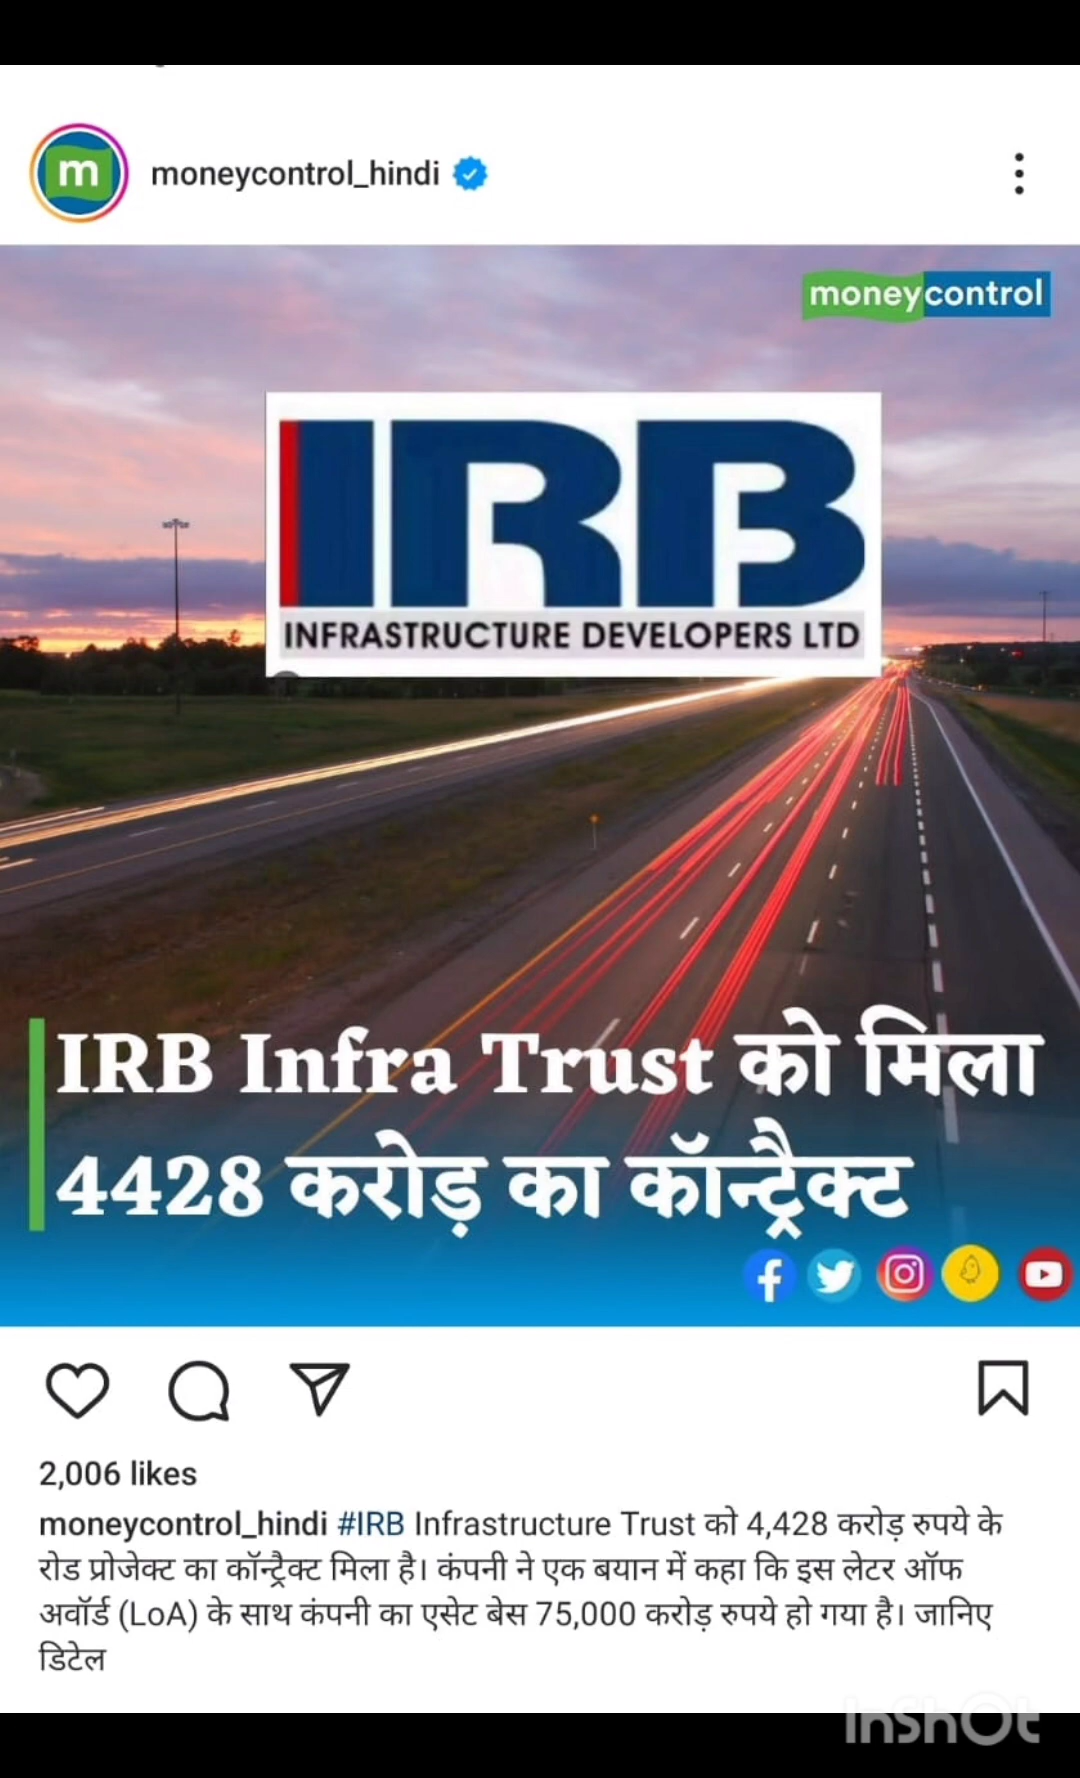 m moneycontrol_hindi
moneycontrol
IRB
INFRASTRUCTURE DEVELOPERS LTD
IRB Infra Trust को मिला
4428 करोड़ का कॉन्ट्रैक्ट
2,006 likes
moneycontrol_hindi #IRB Infrastructure Trust को 4,428 करोड़ रुपये के
रोड प्रोजेक्ट का कॉन्ट्रैक्ट मिला है। कंपनी ने एक बयान में कहा कि इस लेटर ऑफ
अवॉर्ड (LoA) के साथ कंपनी का एसेट बेस 75,000 करोड़ रुपये हो गया है। जानिए
डिटेल
InShOt